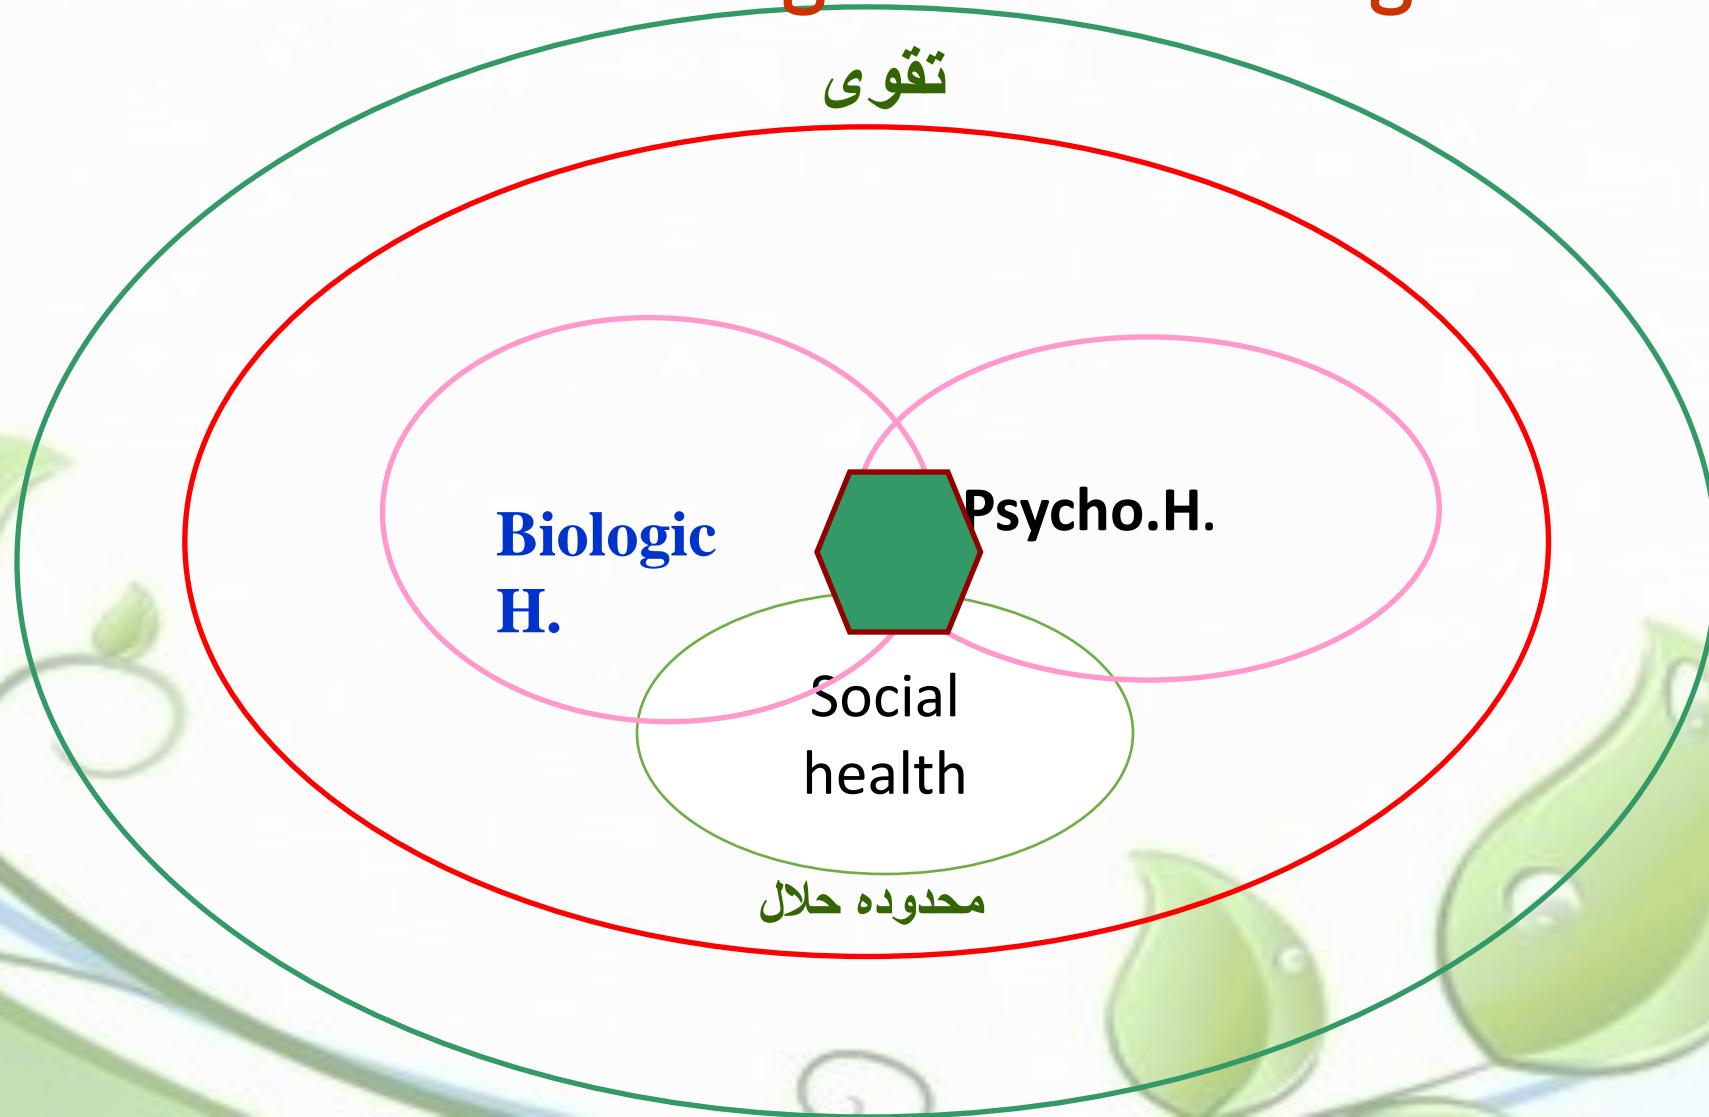 تقوی
Psycho.H.
Biologic
H.
Social
health
محدوده حلال